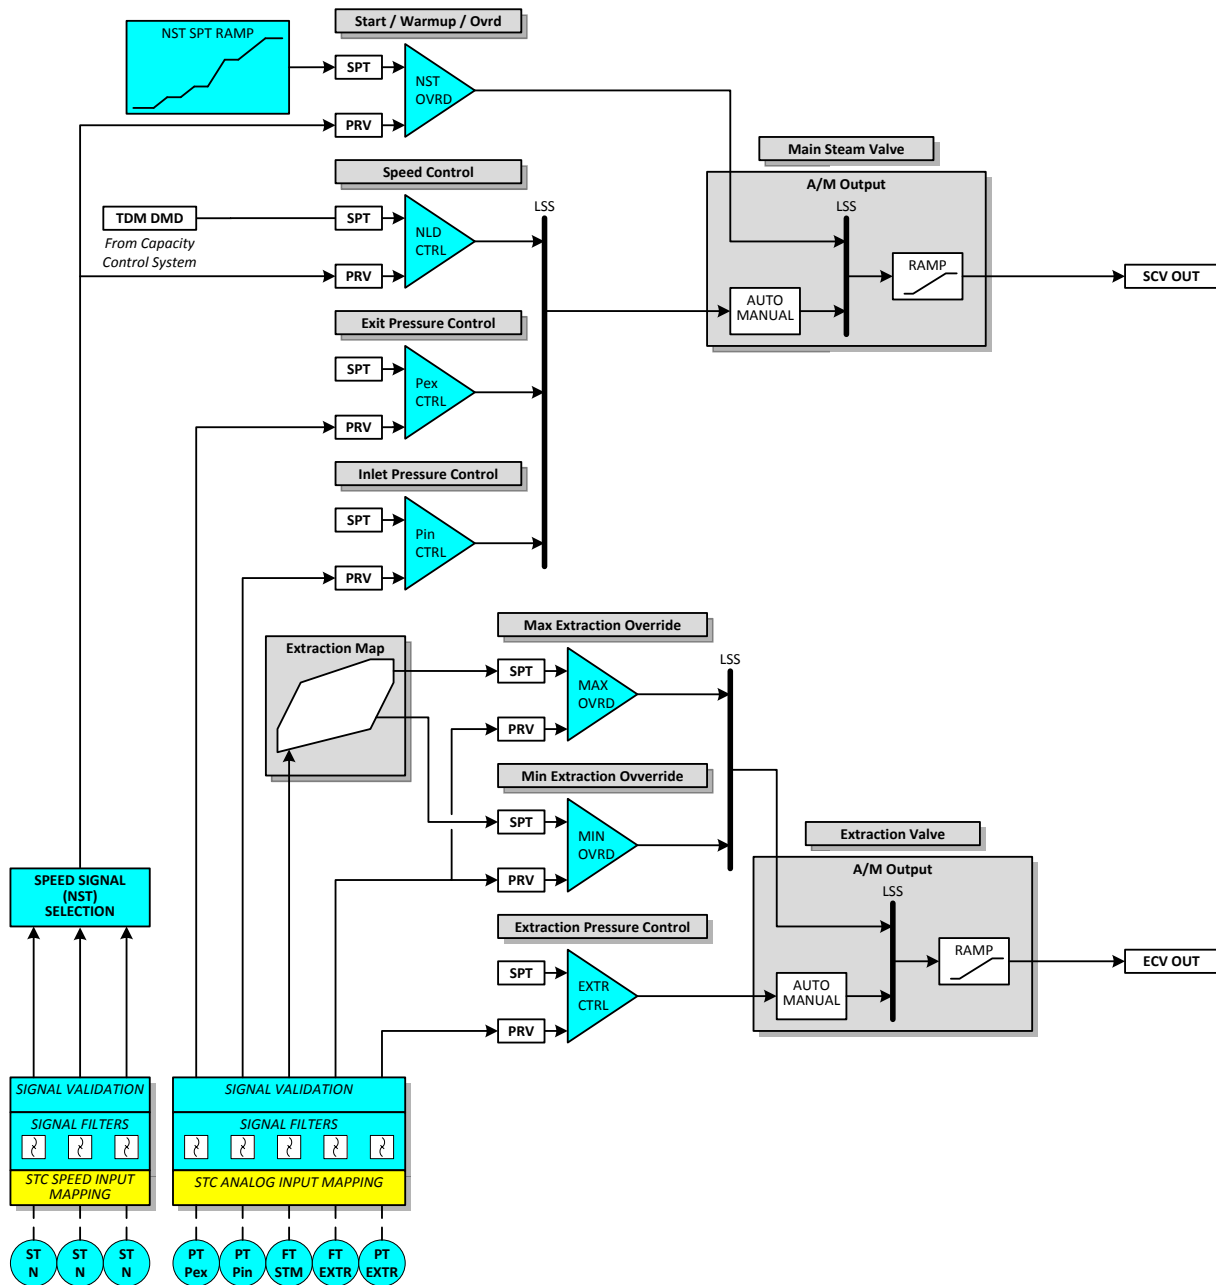 Start / Warmup / Ovrd
NST SPT RAMP
SPT
NST
OVRD
PRV
Speed Control
TDM DMD
From Capacity
Control System
SPT
NLD
CTRL
PRV
LSS
Exit Pressure Control
SPT
Pex
CTRL
PRV
Inlet Pressure Control
SPT
Pin
CTRL
PRV
Main Steam Valve
A/M Output
LSS
AUTO
MANUAL
RAMP
SCV OUT
Extraction Map
Max Extraction Override
SPT
MAX
OVRD
PRV
LSS
Min Extraction Ovverride
SPT
MIN
OVRD
PRV
Extraction Pressure Control
SPT
EXTR
CTRL
PRV
Extraction Valve
A/M Output
LSS
AUTO
MANUAL
RAMP
ECV OUT
SPEED SIGNAL
(NST)
SELECTION
SIGNAL VALIDATION
SIGNAL FILTERS
STC SPEED INPUT
MAPPING
SIGNAL VALIDATION
SIGNAL FILTERS
STC ANALOG INPUT MAPPING
ST
N
ST
N
ST
N
PT
Pex
PT
Pin
FT
STM
FT
EXTR
PT
EXTR